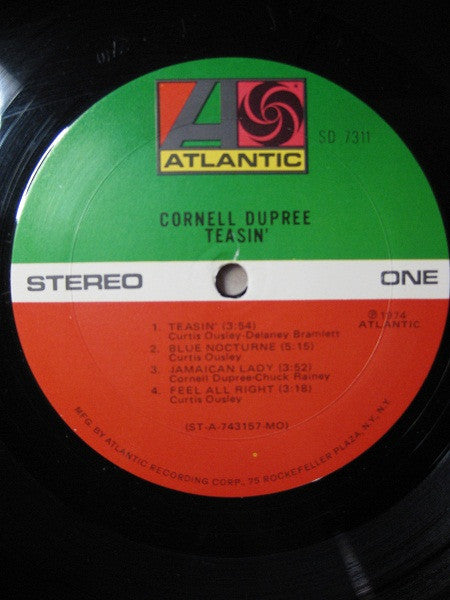 ATLANTIC
SD 7311
CORNELL DUPREE
TEASIN'
STEREO
ONE
℗ 1974
ATLANTIC
1. TEASIN' (3:54)
Curtis Ousley-Delaney Bramlett
2. BLUE NOCTURNE (5:15)
Curtis Ousley
3. JAMAICAN LADY (3:52)
Cornell Dupree-Chuck Rainey
4. FEEL ALL RIGHT (3:18)
Curtis Ousley
(ST-A-743157-MO)
MFG. BY ATLANTIC RECORDING CORP., 75 ROCKEFELLER PLAZA, N.Y., N.Y.